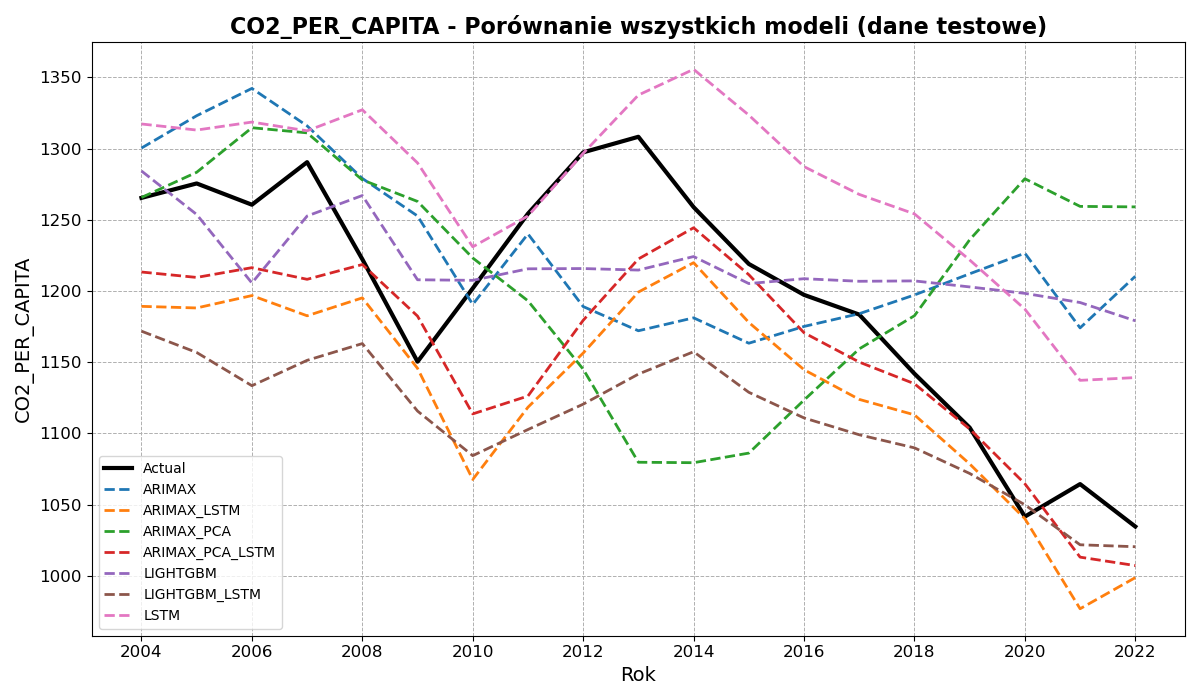 CO2_PER_CAPITA - Porównanie wszystkich modeli (dane testowe)
CO2_PER_CAPITA
1350
1300
1250
1200
1150
1100
1050
1000
Actual
ARIMAX
ARIMAX_LSTM
ARIMAX_PCA
ARIMAX_PCA_LSTM
LIGHTGBM
LIGHTGBM_LSTM
LSTM
2004 2006 2008 2010 2012 2014 2016 2018 2020 2022
Rok